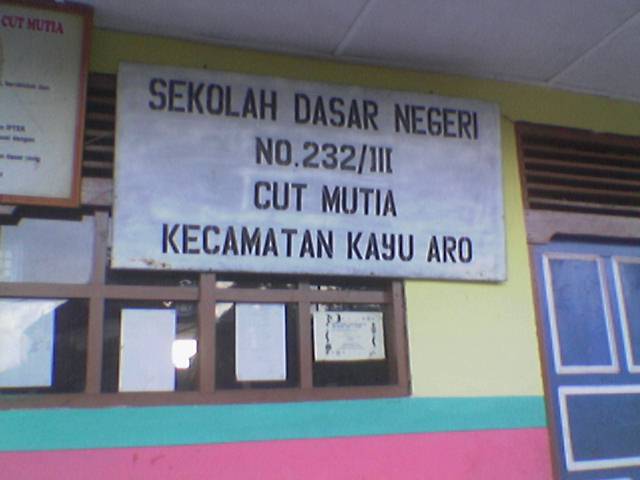 CUT MUTIA
SEKOLAH DASAR NEGERI
NO.232/III
CUT MUTIA
KECAMATAN KAYU ARO